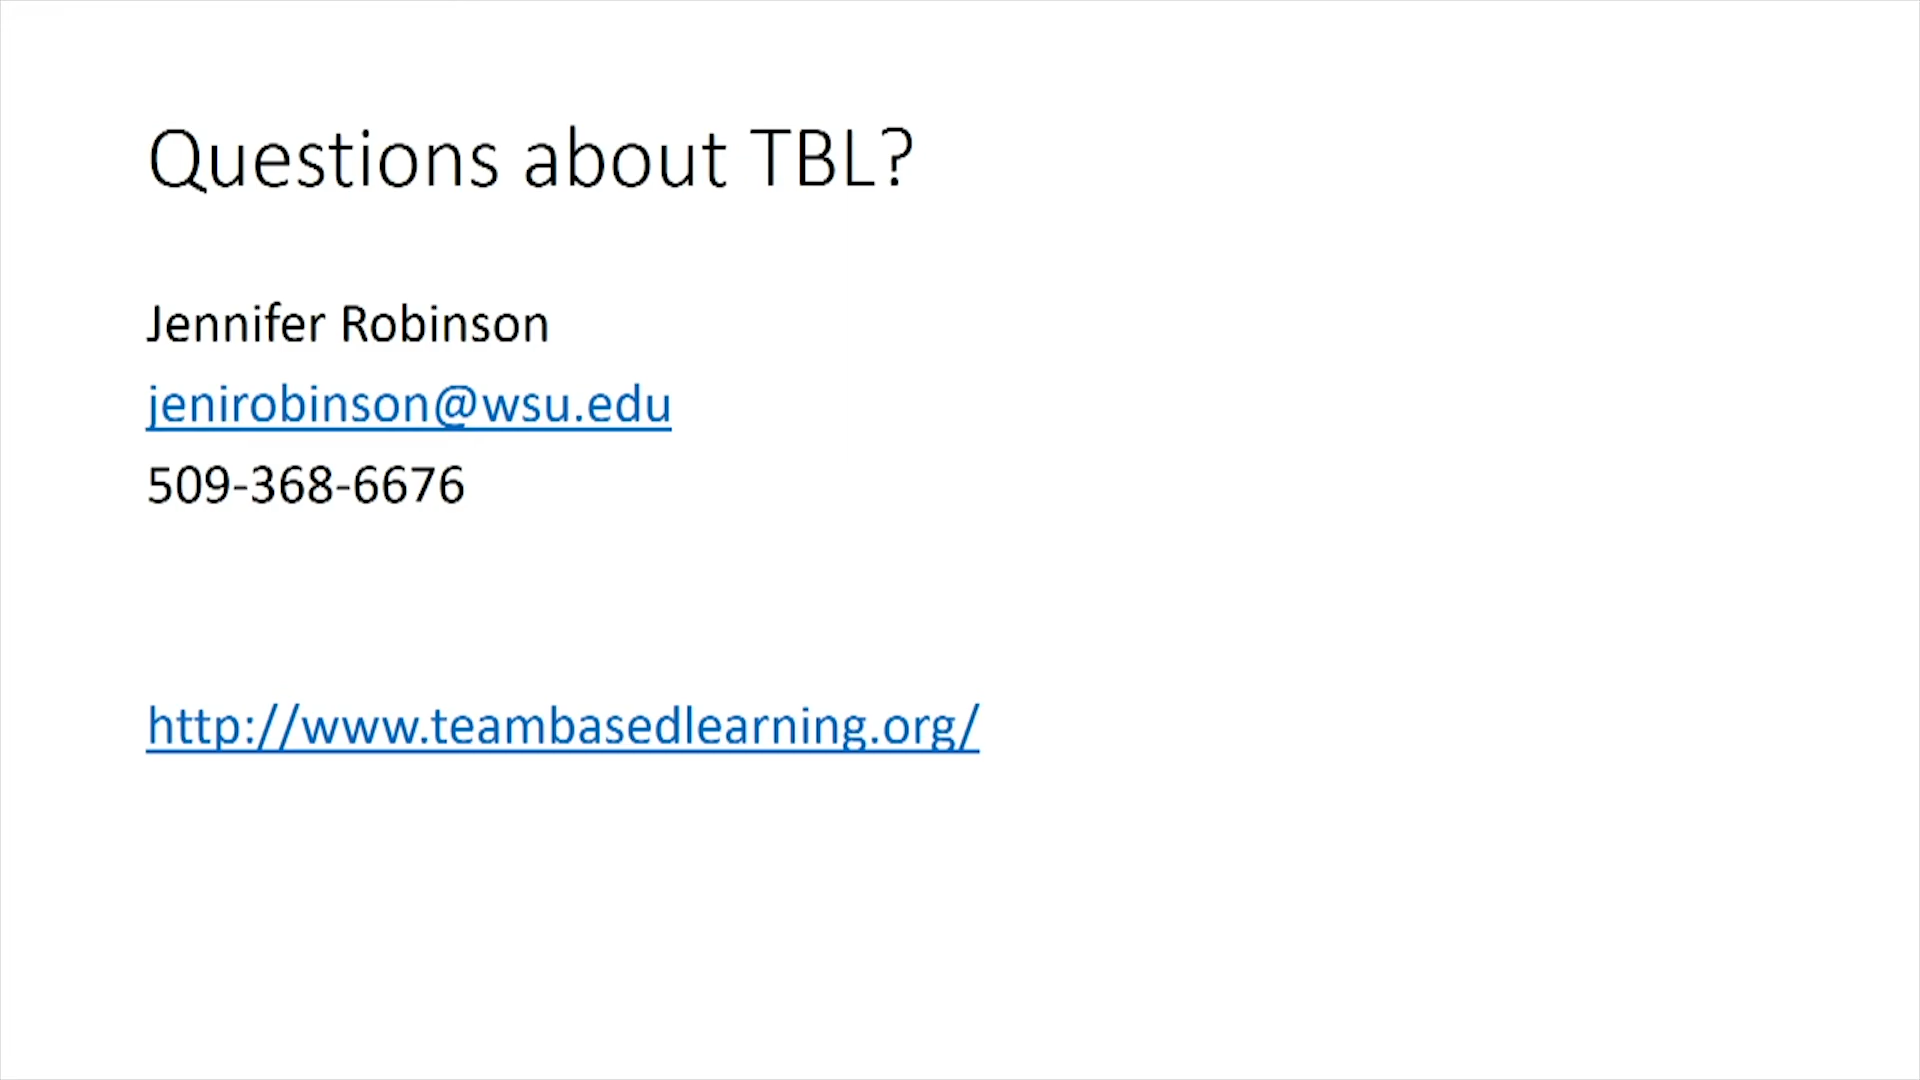 Questions about TBL?
Jennifer Robinson
jenirobinson@wsu.edu
509-368-6676
http://www.teambasedlearning.org/